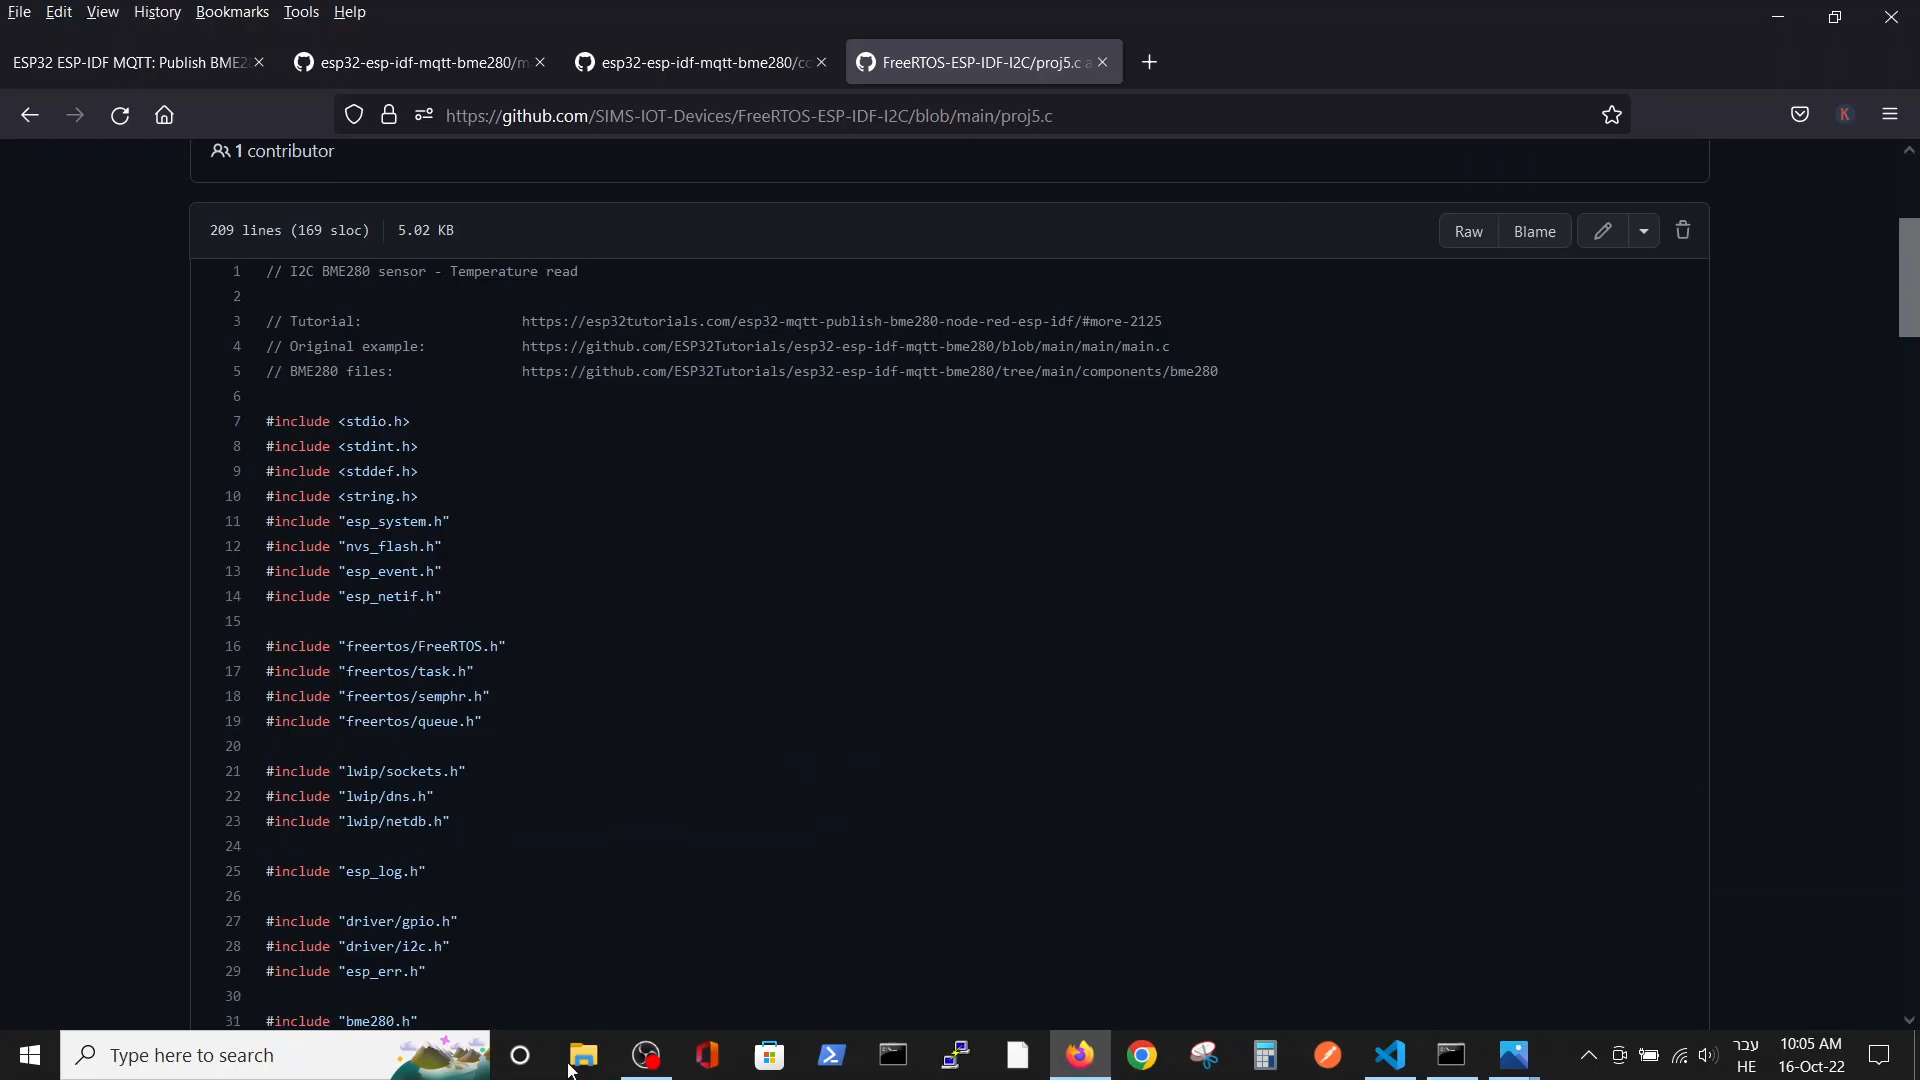 File Edit View History Bookmarks Tools Help
ESP32 ESP-IDF MQTT: Publish BME2
esp32-esp-idf-mqtt-bme280/m
esp32-esp-idf-mqtt-bme280/co
FreeRTOS-ESP-IDF-I2C/proj5.c a
https://github.com/SIMS-IOT-Devices/FreeRTOS-ESP-IDF-I2C/blob/main/proj5.c
K
1 contributor
209 lines (169 sloc) 5.02 KB
Raw Blame
1 // I2C BME280 sensor - Temperature read
2
3 // Tutorial: https://esp32tutorials.com/esp32-mqtt-publish-bme280-node-red-esp-idf/#more-2125
4 // Original example: https://github.com/ESP32Tutorials/esp32-esp-idf-mqtt-bme280/blob/main/main/main.c
5 // BME280 files: https://github.com/ESP32Tutorials/esp32-esp-idf-mqtt-bme280/tree/main/components/bme280
6
7 #include <stdio.h>
8 #include <stdint.h>
9 #include <stddef.h>
10 #include <string.h>
11 #include "esp_system.h"
12 #include "nvs_flash.h"
13 #include "esp_event.h"
14 #include "esp_netif.h"
15
16 #include "freertos/FreeRTOS.h"
17 #include "freertos/task.h"
18 #include "freertos/semphr.h"
19 #include "freertos/queue.h"
20
21 #include "lwip/sockets.h"
22 #include "lwip/dns.h"
23 #include "lwip/netdb.h"
24
25 #include "esp_log.h"
26
27 #include "driver/gpio.h"
28 #include "driver/i2c.h"
29 #include "esp_err.h"
30
31 #include "bme280.h"
Type here to search
עבר
HE
10:05 AM
16-Oct-22